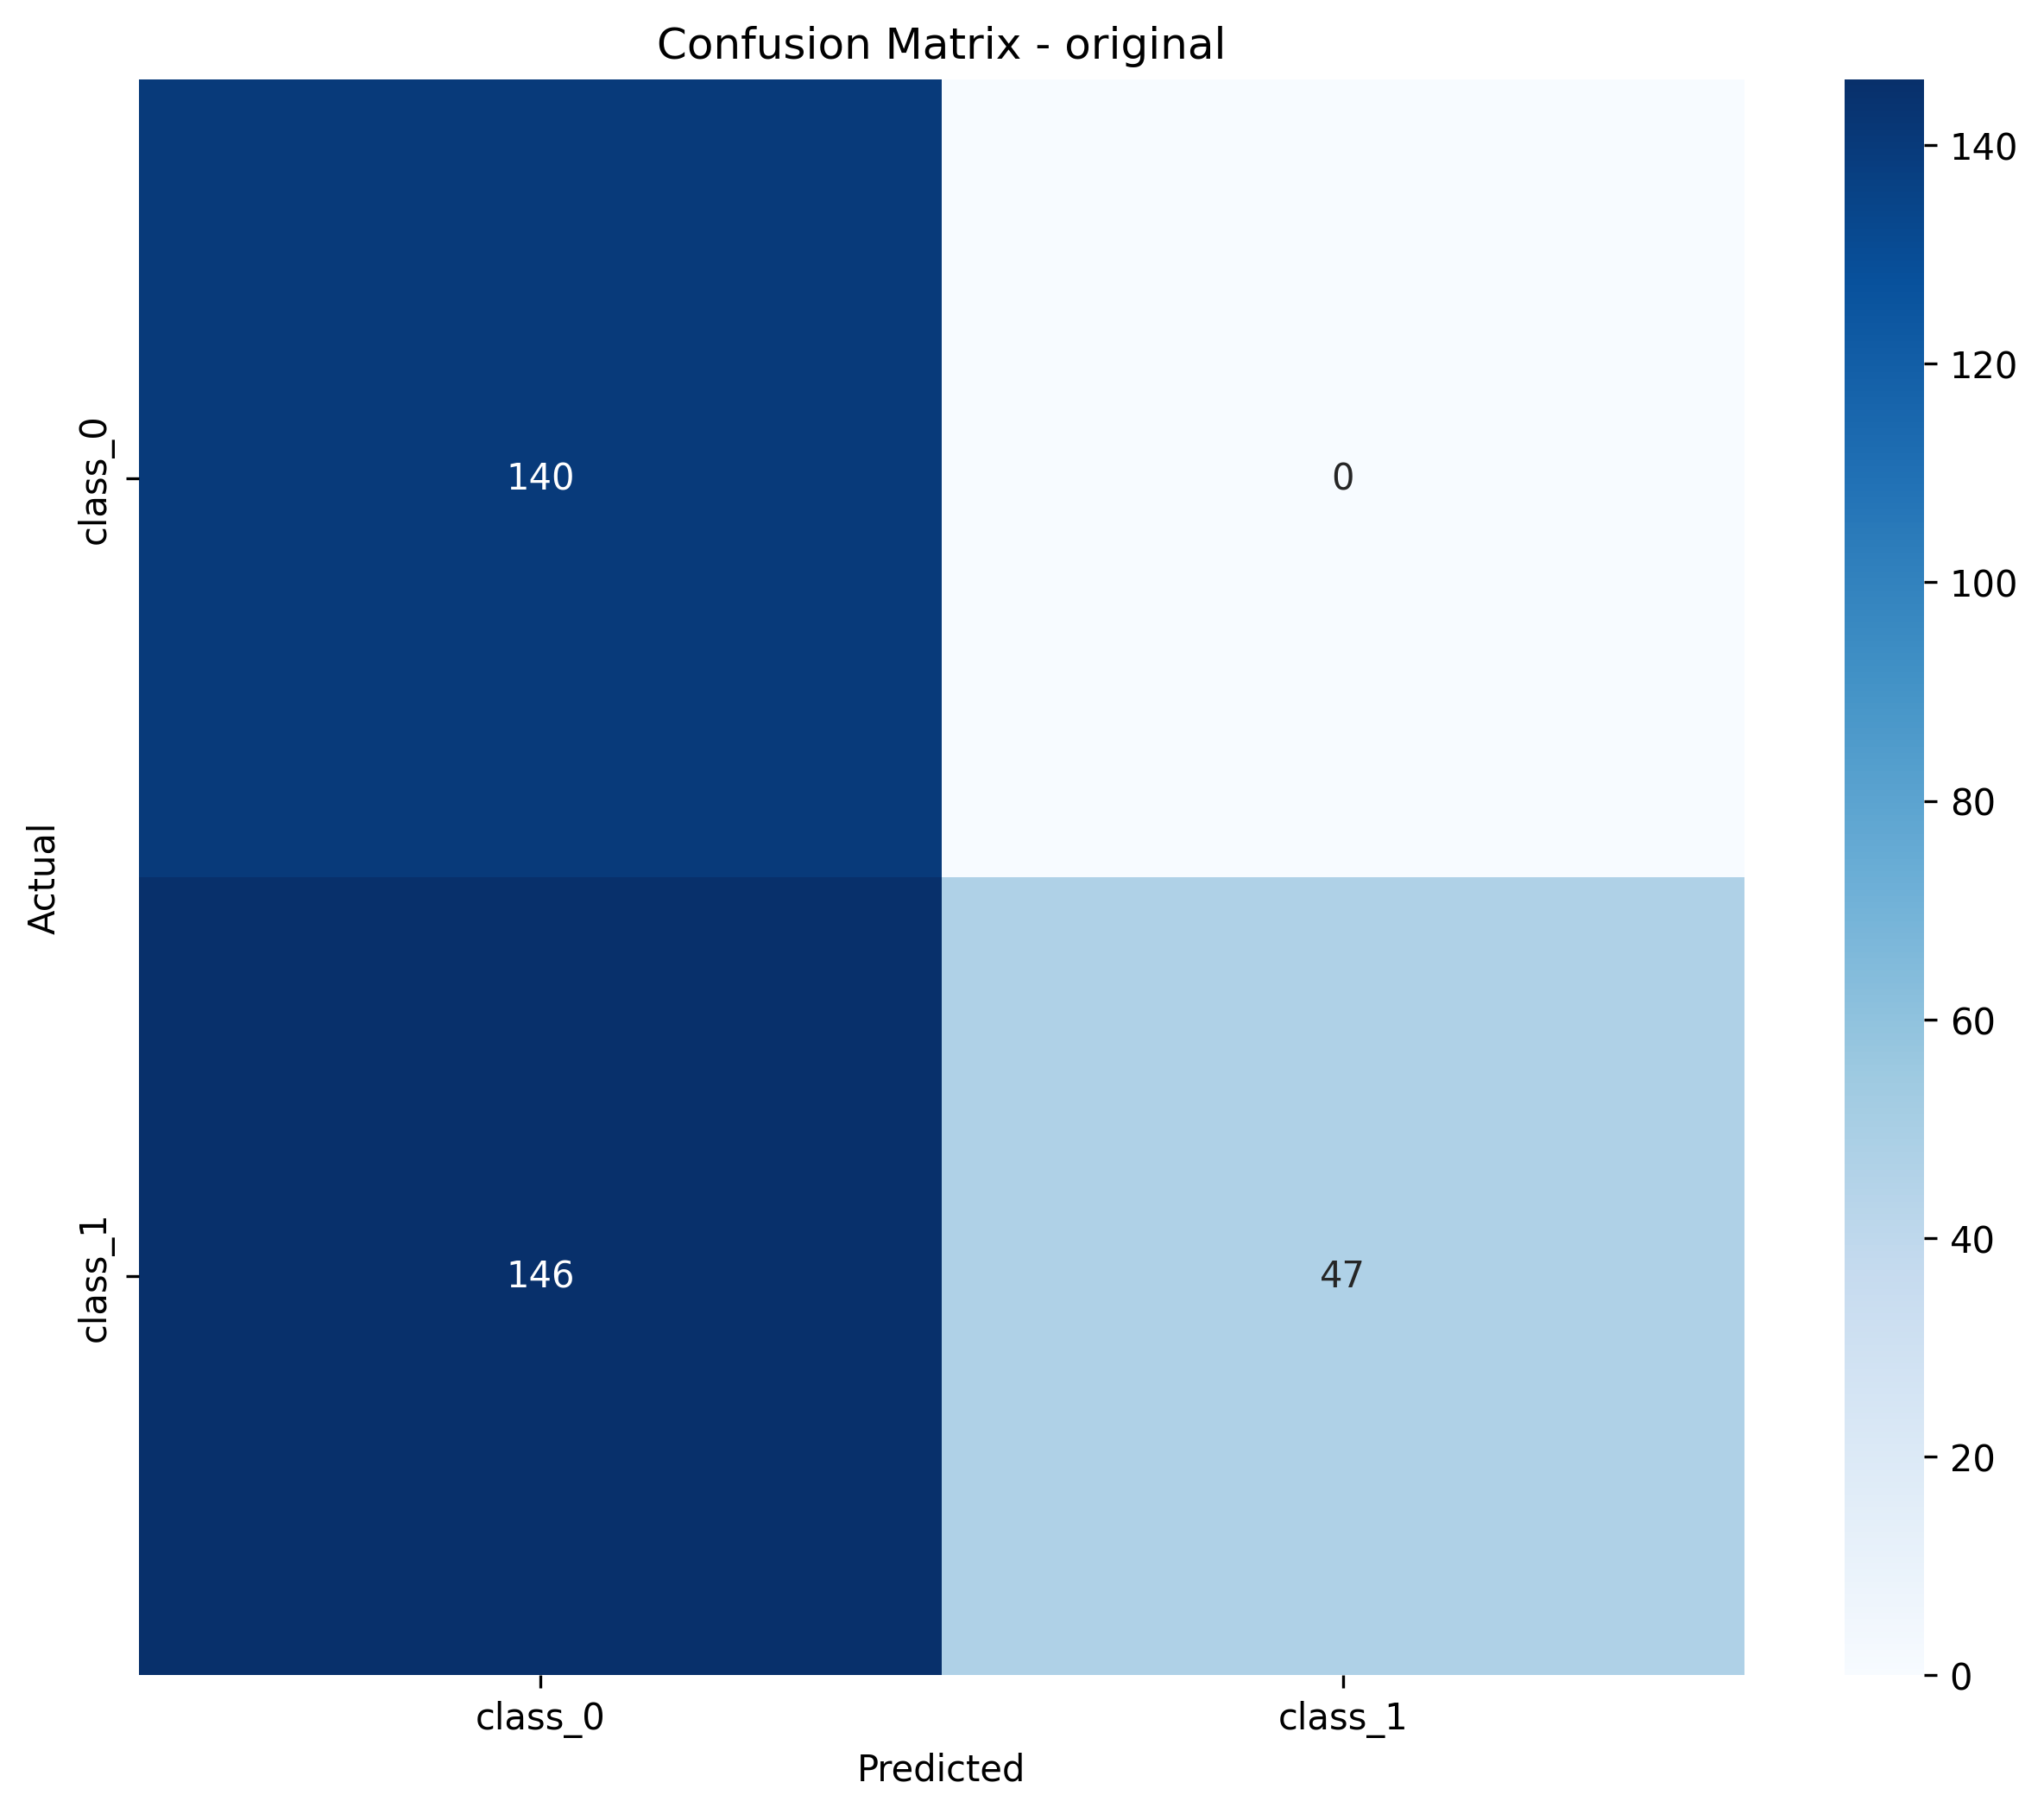 Confusion Matrix - original
140
120
100
80
60
40
20
0
Actual
class_0
140 0
class_1
146 47
class_0 class_1
Predicted